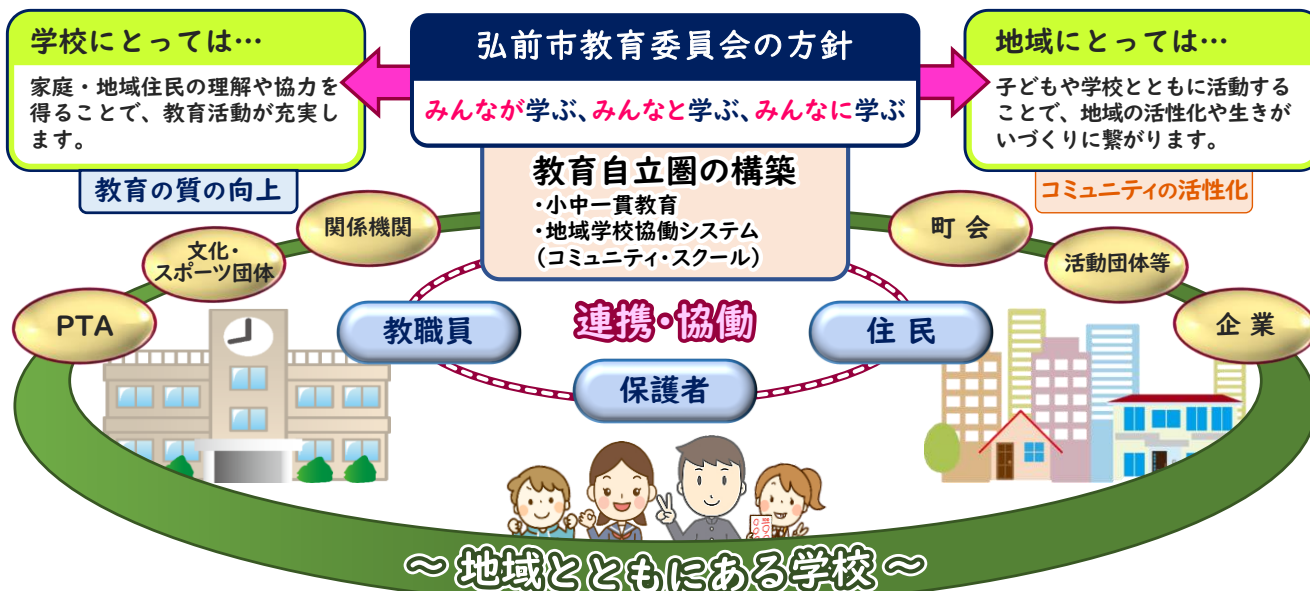 学校にとっては…
家庭・地域住民の理解や協力を
得ることで、教育活動が充実し
ます。
教育の質の向上
弘前市教育委員会の方針
みんなが学ぶ、みんなと学ぶ、みんなに学ぶ
教育自立圏の構築
・小中一貫教育
・地域学校協働システム
(コミュニティ・スクール)
地域にとっては…
子どもや学校とともに活動する
ことで、地域の活性化や生きが
いづくりに繋がります。
コミュニティの活性化
関係機関
文化・
スポーツ団体
PTA
町会
活動団体等
企業
教職員
連携・協働
住民
保護者
～ 地域とともにある学校 ～